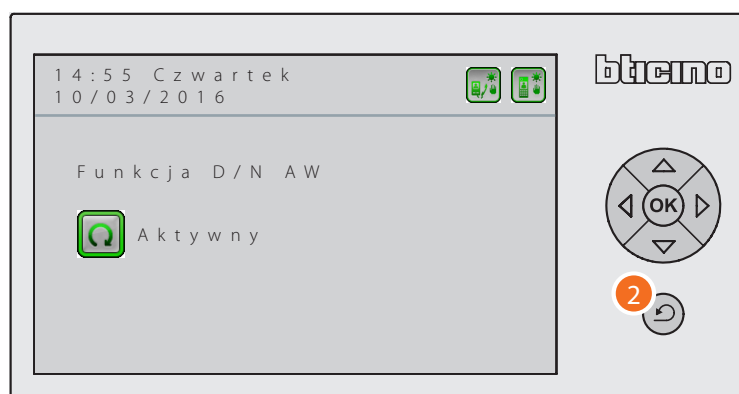 14:55 Czwartek
10/03/2016
bticino
Funkcja D/N AW
Aktywny
OK
2